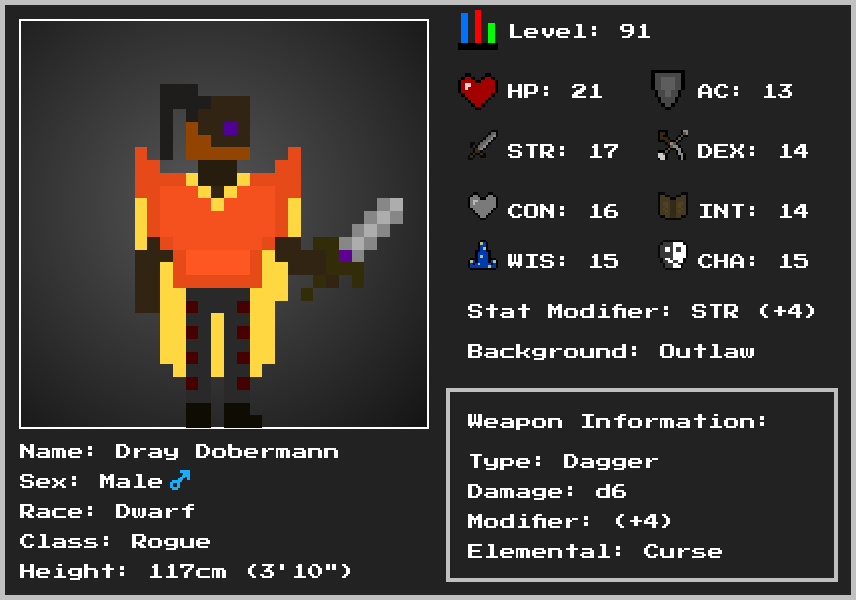 Level: 91
HP: 21 AC: 13
STR: 17 DEX: 14
CON: 16 INT: 14
WIS: 15 CHA: 15
Stat Modifier: STR (+4)
Background: Outlaw
Weapon Information:
Type: Dagger
Damage: d6
Modifier: (+4)
Elemental: Curse
Name: Dray Dobermann
Sex: Male♂
Race: Dwarf
Class: Rogue
Height: 117cm (3'10")